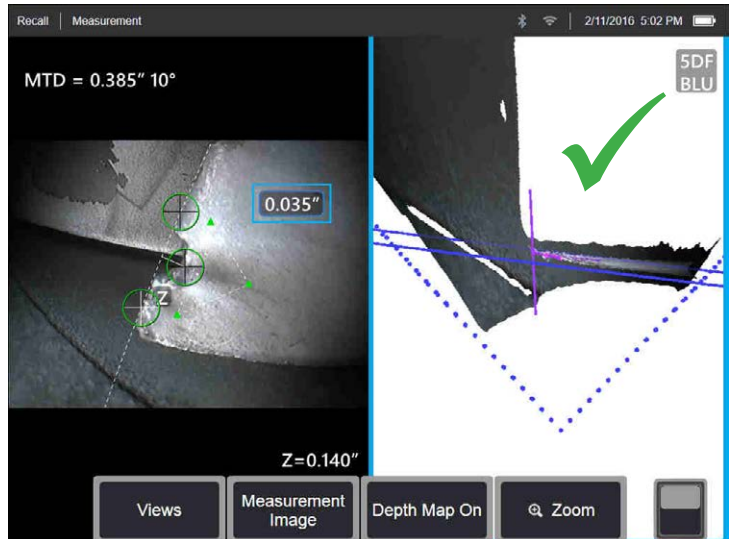 Recall | Measurement
2/11/2016 5:02 PM
MTD = 0.385" 10°
5DF
BLU
0.035"
Z
Z=0.140"
Views
Measurement
Image
Depth Map On
Zoom